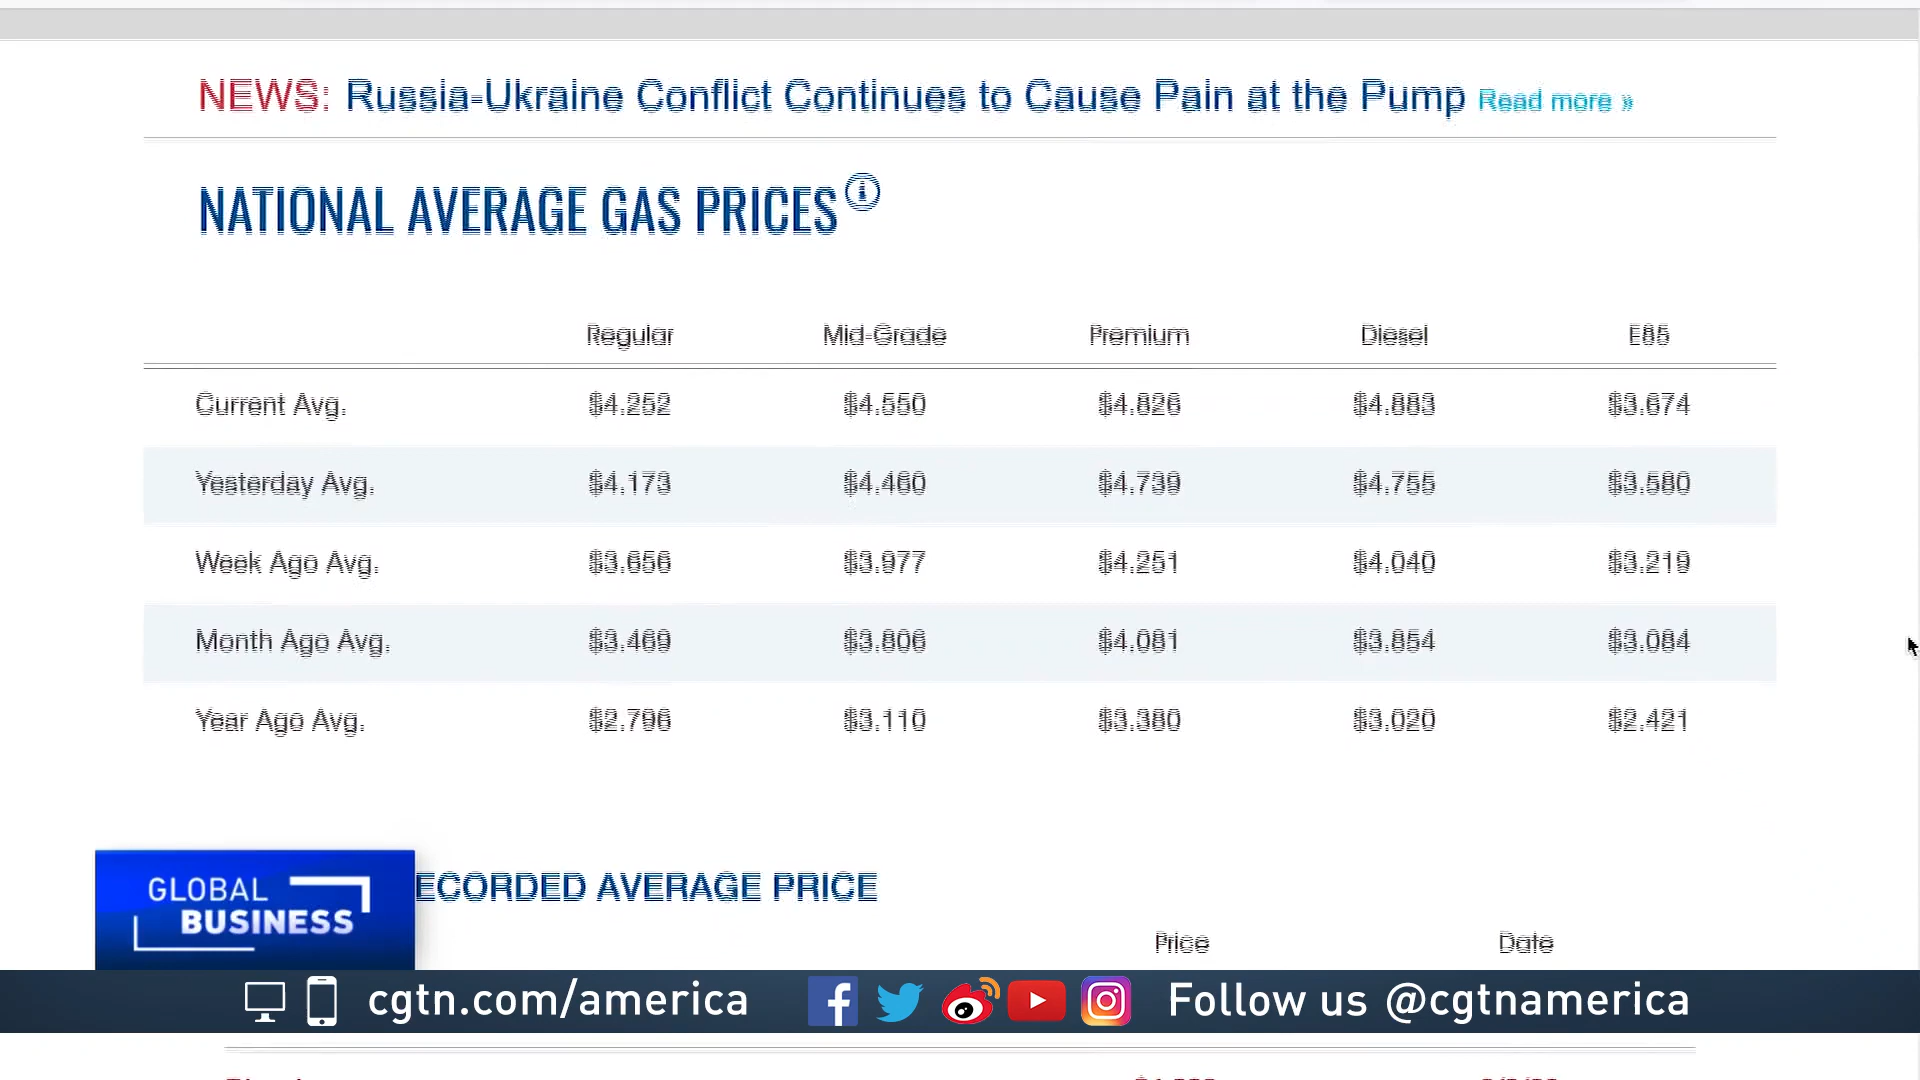 NEWS: Russia-Ukraine Conflict Continues to Cause Pain at the Pump Read more »
NATIONAL AVERAGE GAS PRICES
Regular Mid-Grade Premium Diesel E85
Current Avg. $4.252 $4.550 $4.826 $4.883 $3.674
Yesterday Avg. $4.173 $4.460 $4.739 $4.755 $3.580
Week Ago Avg. $3.656 $3.977 $4.251 $4.040 $3.219
Month Ago Avg. $3.469 $3.806 $4.081 $3.854 $3.084
Year Ago Avg. $2.796 $3.110 $3.380 $3.020 $2.421
ECORDED AVERAGE PRICE
GLOBAL
BUSINESS
Price Date
cgtn.com/america Follow us @cgtnamerica